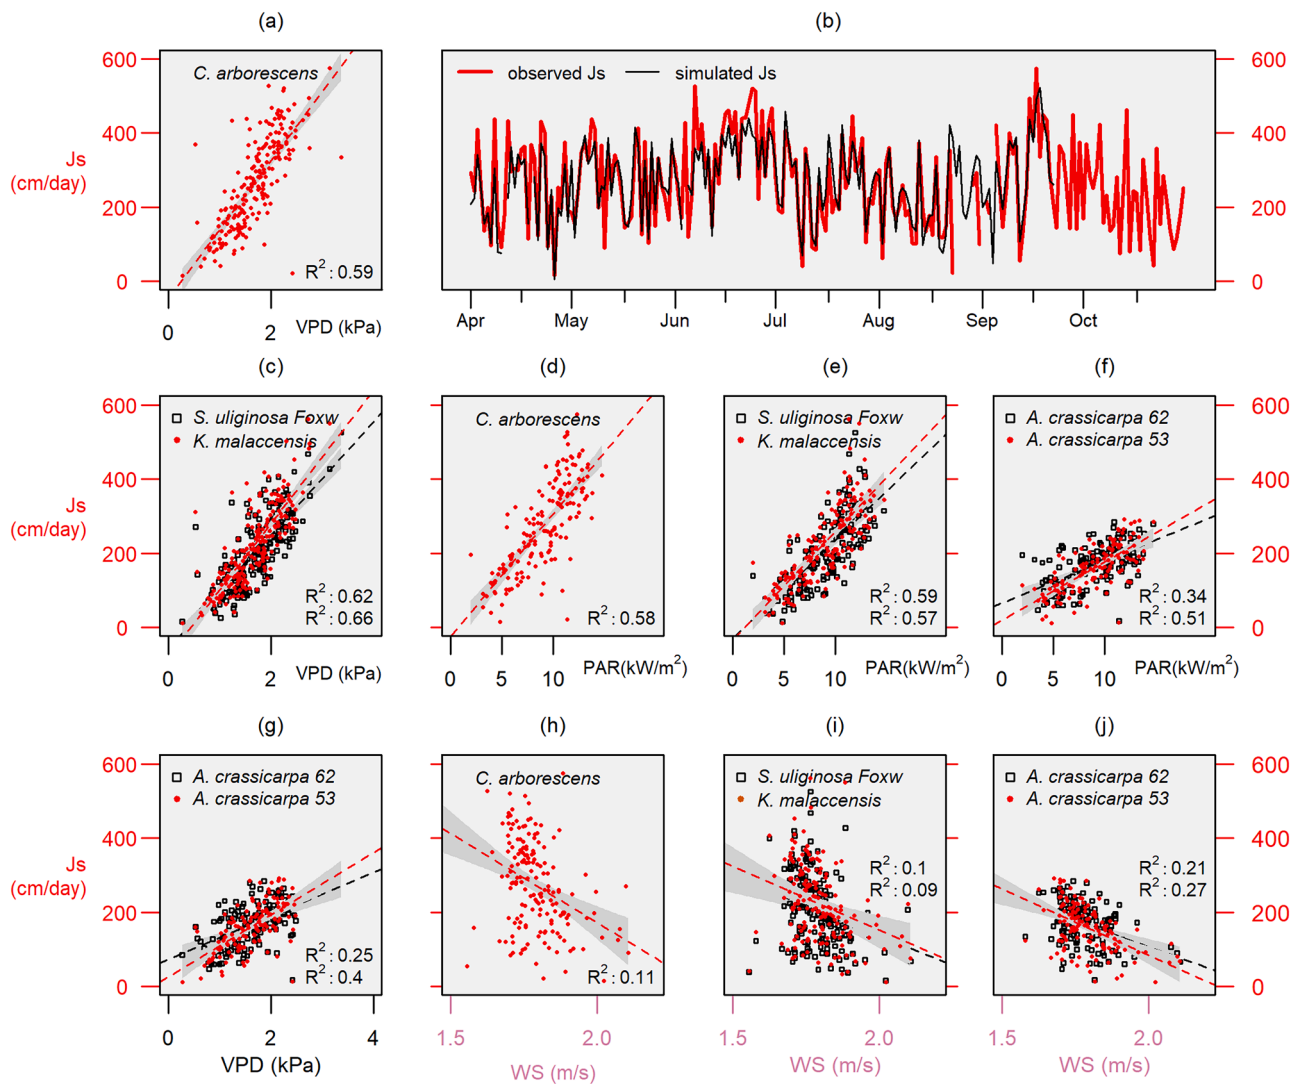 (a)
(b)
600
400
200
0
Js
(cm/day)
C. arborescens
R2 : 0.59
0
2
VPD (kPa)
observed Js
simulated Js
600
400
200
0
Apr
May
Jun
Jul
Aug
Sep
Oct
(c)
(d)
(e)
(f)
600
400
200
0
Js
(cm/day)
S. uliginosa Foxw
K. malaccensis
R2 : 0.62
R2 : 0.66
0
2
VPD (kPa)
C. arborescens
R2 : 0.58
0
5
10
PAR(kW/m2)
S. uliginosa Foxw
K. malaccensis
R2 : 0.59
R2 : 0.57
0
5
10
PAR(kW/m2)
A. crassicarpa 62
A. crassicarpa 53
R2 : 0.34
R2 : 0.51
0
5
10
PAR(kW/m2)
600
400
200
0
(g)
(h)
(i)
(j)
600
400
200
0
Js
(cm/day)
A. crassicarpa 62
A. crassicarpa 53
R2 : 0.25
R2 : 0.4
0
2
4
VPD (kPa)
C. arborescens
R2 : 0.11
1.5
2.0
WS (m/s)
S. uliginosa Foxw
K. malaccensis
R2 : 0.1
R2 : 0.09
1.5
2.0
WS (m/s)
A. crassicarpa 62
A. crassicarpa 53
R2 : 0.21
R2 : 0.27
1.5
2.0
WS (m/s)
600
400
200
0